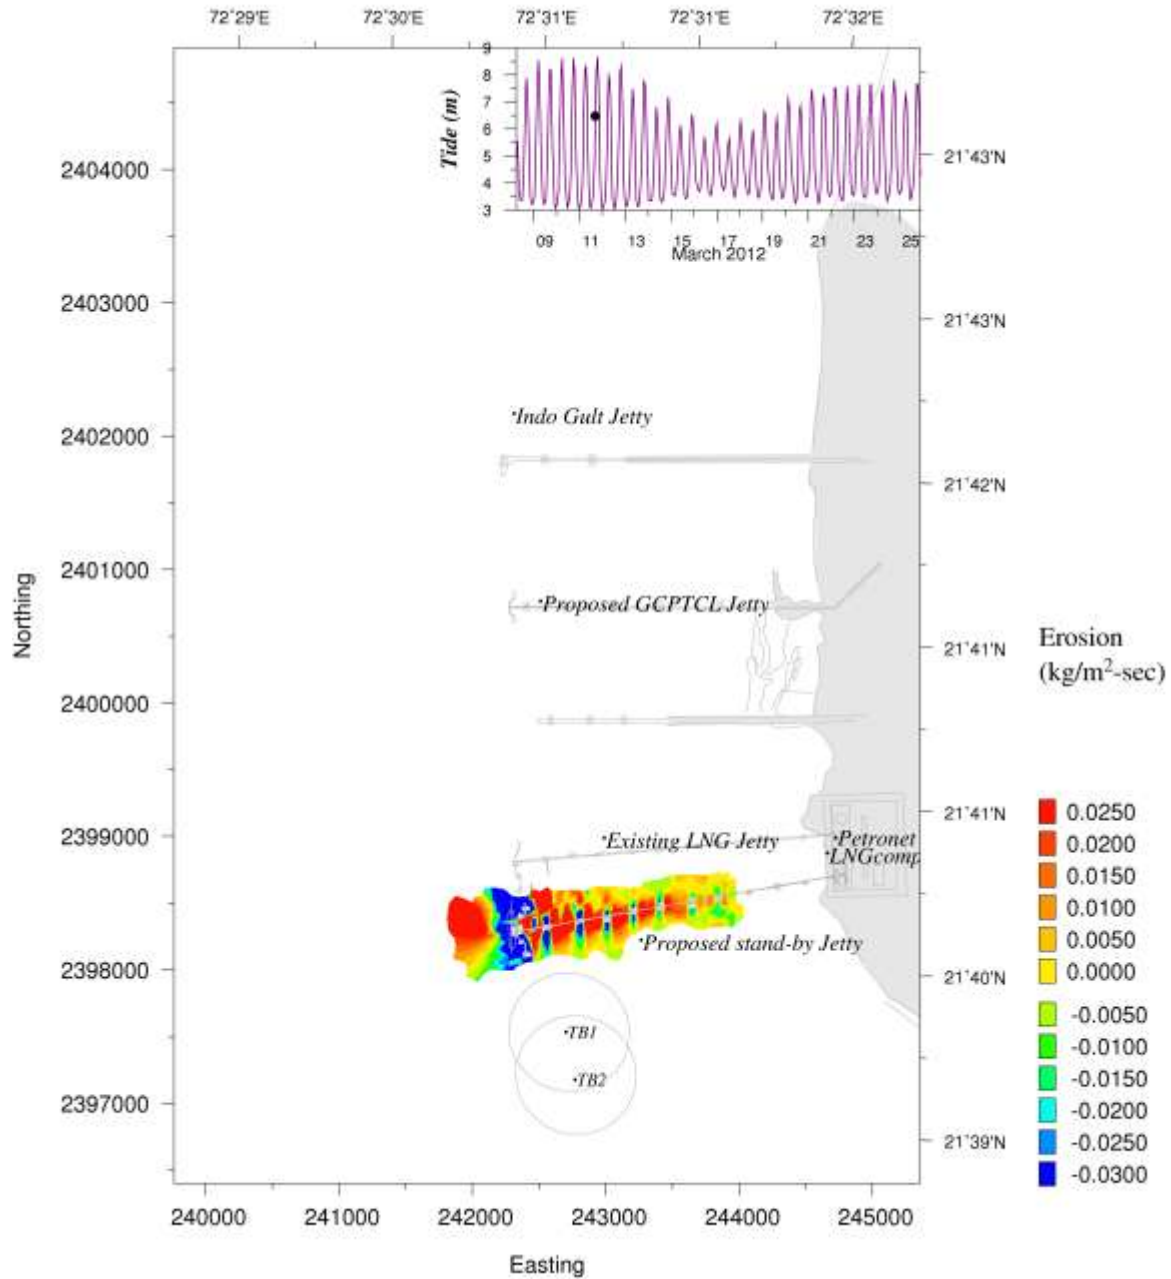 72°29'E 72°30'E 72°31'E 72°31'E 72°32'E
9
8
7
6
5
4
3
Tide (m)
09 11 13 15 17 19 21 23 25
March 2012
2404000
2403000
2402000
2401000
2400000
2399000
2398000
2397000
Northing
21°43'N
21°43'N
21°42'N
21°41'N
21°41'N
21°40'N
21°39'N
Indo Gult Jetty
Proposed GCPTCL Jetty
Existing LNG Jetty
Petronet
LNGcomp
Proposed stand-by Jetty
TB1
TB2
240000 241000 242000 243000 244000 245000
Easting
Erosion
(kg/m²-sec)
0.0250
0.0200
0.0150
0.0100
0.0050
0.0000
-0.0050
-0.0100
-0.0150
-0.0200
-0.0250
-0.0300